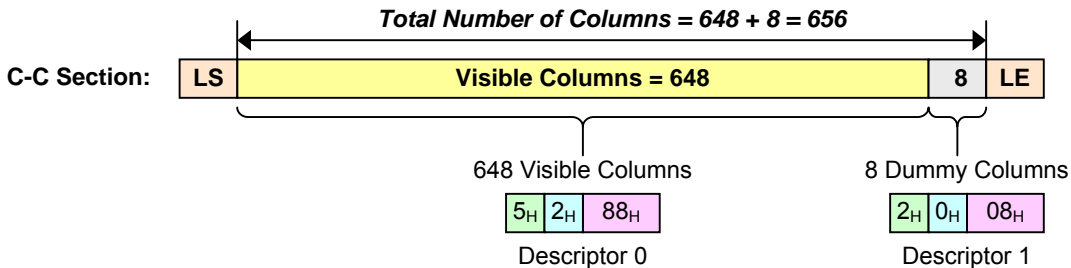 Total Number of Columns = 648 + 8 = 656
C-C Section: LS Visible Columns = 648 8 LE
648 Visible Columns 8 Dummy Columns
5H 2H 88H 2H 0H 08H
Descriptor 0 Descriptor 1